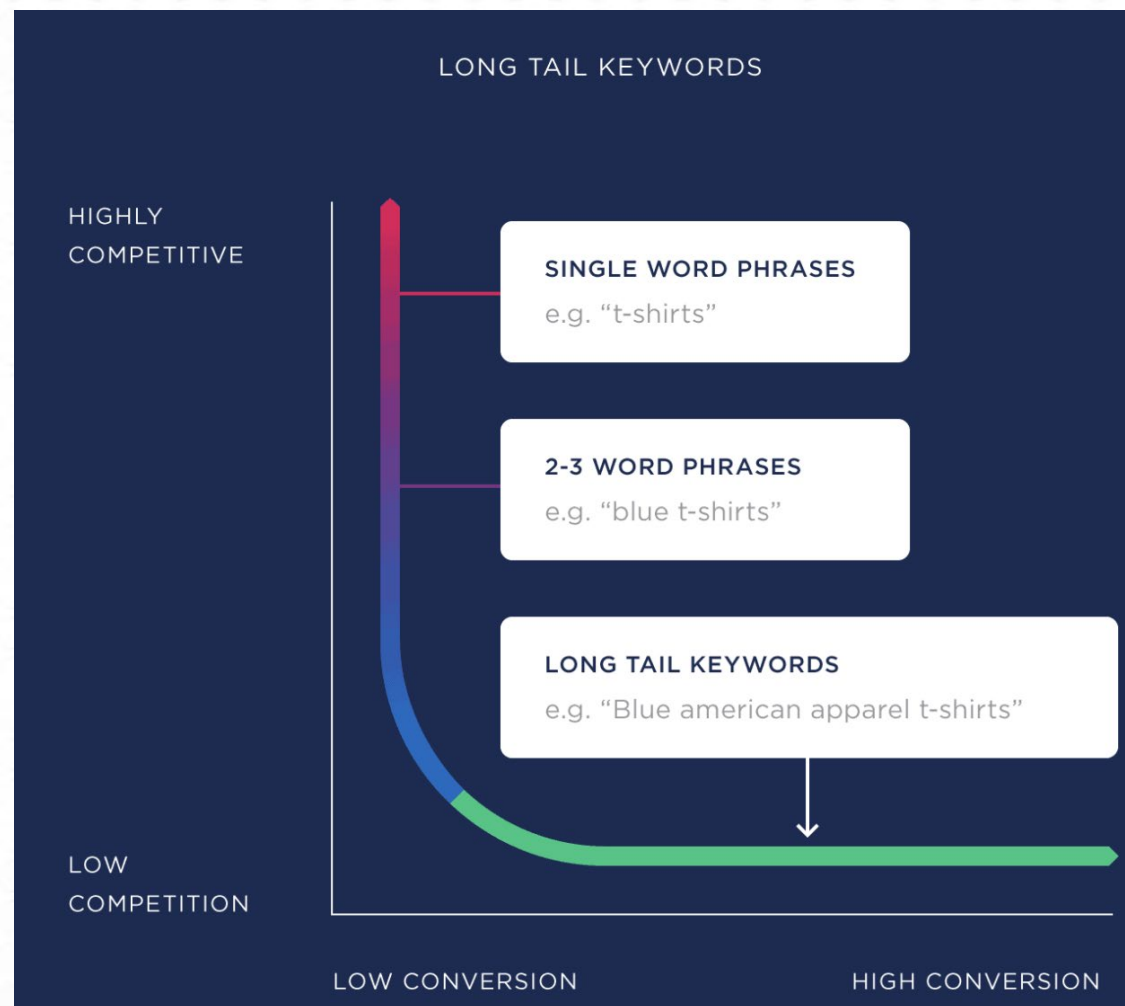 LONG TAIL KEYWORDS
HIGHLY
COMPETITIVE
SINGLE WORD PHRASES
e.g. “t-shirts”
2-3 WORD PHRASES
e.g. “blue t-shirts”
LONG TAIL KEYWORDS
e.g. “Blue american apparel t-shirts”
LOW
COMPETITION
LOW CONVERSION
HIGH CONVERSION